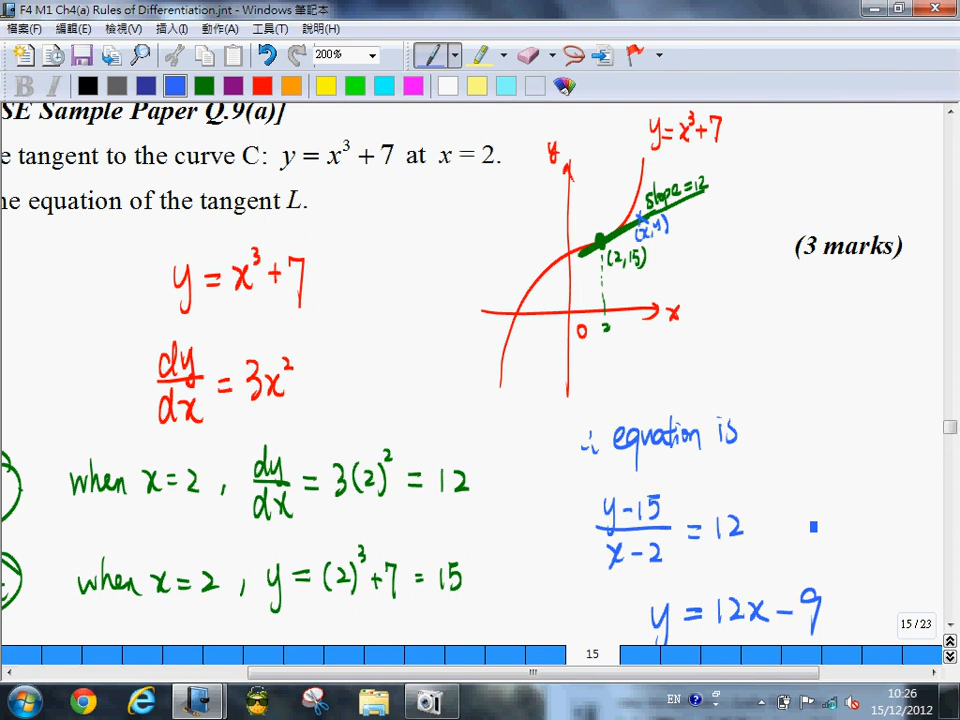 F4 M1 Ch4(a) Rules of Differentiation.jnt - Windows 筆記本
檔案(F) 編輯(E) 檢視(V) 插入(I) 動作(A) 工具(T) 說明(H)
200%
B I
SE Sample Paper Q.9(a)]
e tangent to the curve C: y = x³ + 7 at x = 2.
he equation of the tangent L.
(3 marks)
y = x³+7
y
slope=12
(x,y)
(2,15)
x
0 2
y = x³+7
dy/dx = 3x²
when x=2 , dy/dx = 3(2)² = 12
when x=2 , y = (2)³+7 = 15
∴ equation is
y-15/x-2 = 12
y = 12x-9
15/23
15
EN
10:26
15/12/2012